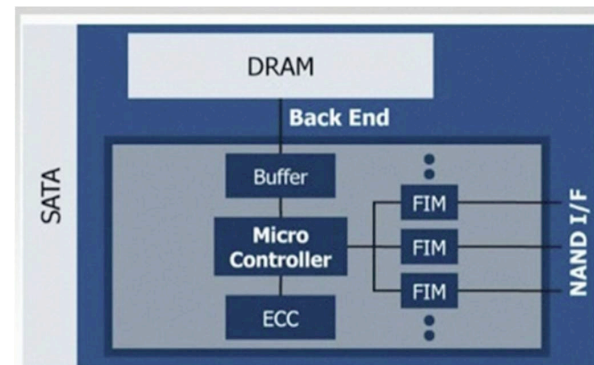 SATA
DRAM
Back End
Buffer
Micro
Controller
ECC
FIM
FIM
FIM
NAND I/F